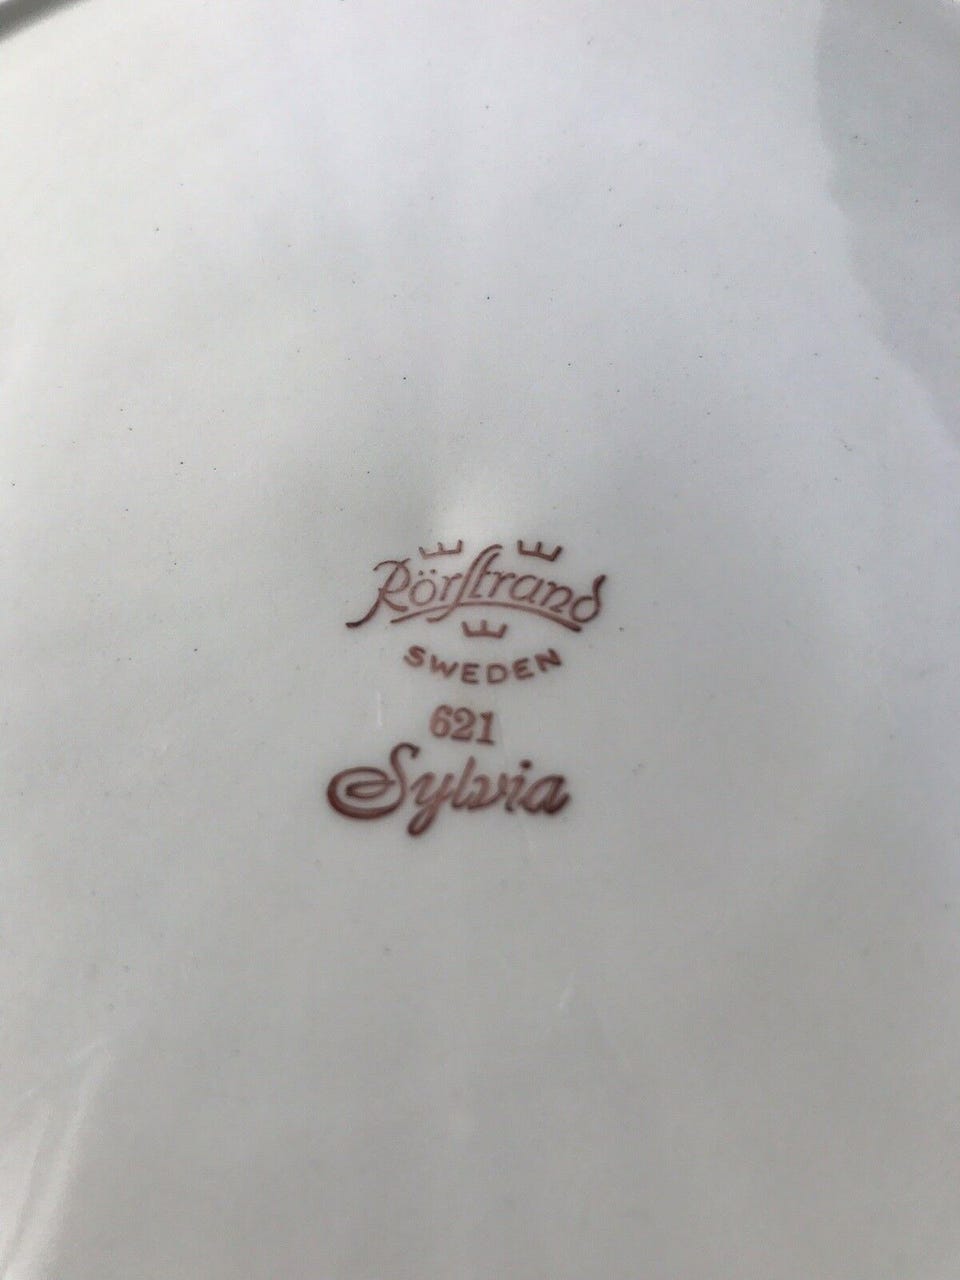 Rörstrand
SWEDEN
621
Sylvia